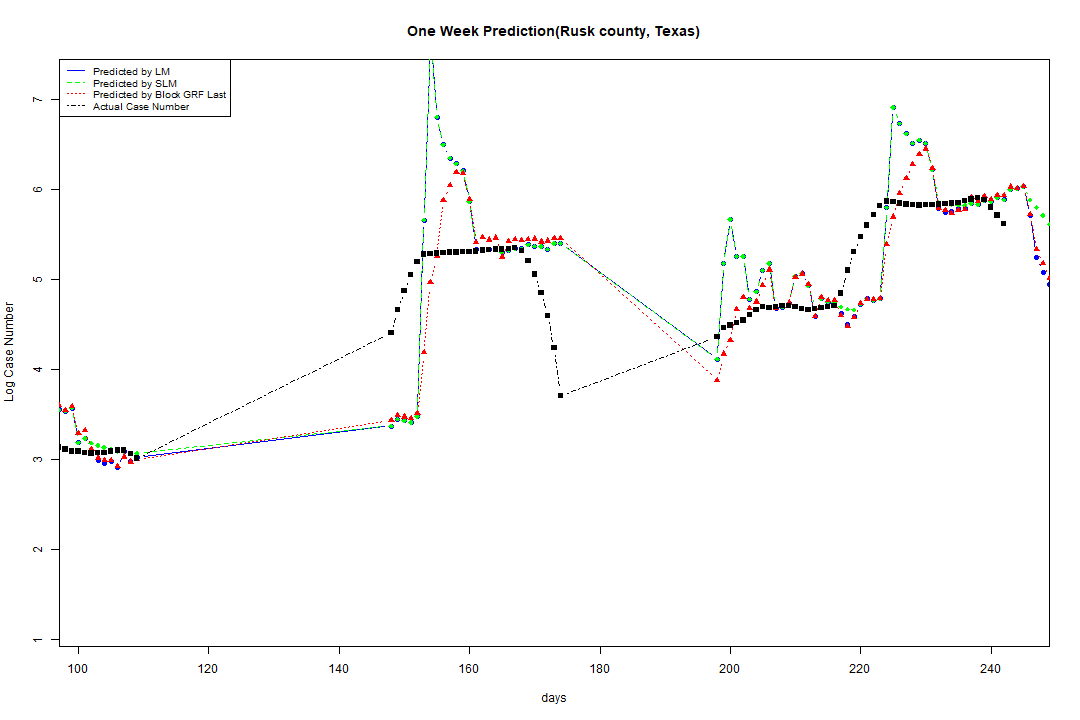 One Week Prediction(Rusk county, Texas)
Predicted by LM
Predicted by SLM
Predicted by Block GRF Last
Actual Case Number
7
6
5
4
3
2
1
Log Case Number
100 120 140 160 180 200 220 240
days